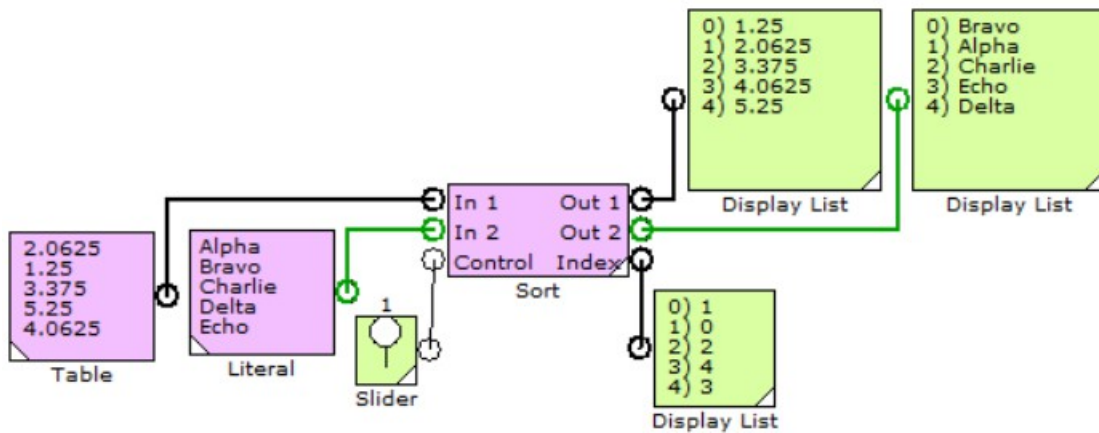 0) 1.25
1) 2.0625
2) 3.375
3) 4.0625
4) 5.25
Display List
0) Bravo
1) Alpha
2) Charlie
3) Echo
4) Delta
Display List
2.0625
1.25
3.375
5.25
4.0625
Table
Alpha
Bravo
Charlie
Delta
Echo
Literal
1
Slider
In 1 Out 1
In 2 Out 2
Control Index
Sort
0) 1
1) 0
2) 2
3) 4
4) 3
Display List